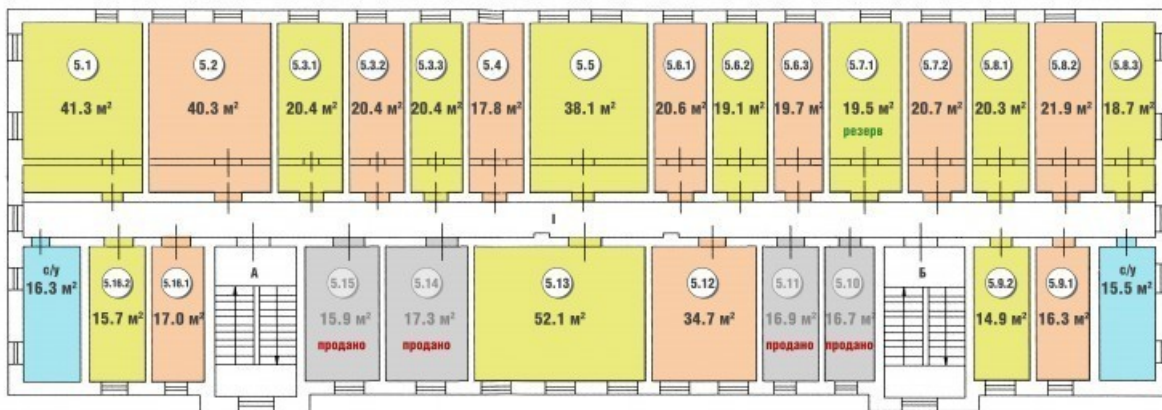 5.1
41.3 м²
5.2
40.3 м²
5.3.1
20.4 м²
5.3.2
20.4 м²
5.3.3
20.4 м²
5.4
17.8 м²
5.5
38.1 м²
5.6.1
20.6 м²
5.6.2
19.1 м²
5.6.3
19.7 м²
5.7.1
19.5 м²
резерв
5.7.2
20.7 м²
5.8.1
20.3 м²
5.8.2
21.9 м²
5.8.3
18.7 м²
I
с/у
16.3 м²
5.16.2
15.7 м²
5.16.1
17.0 м²
А
5.15
15.9 м²
продано
5.14
17.3 м²
продано
5.13
52.1 м²
5.12
34.7 м²
5.11
16.9 м²
продано
5.10
16.7 м²
продано
Б
5.9.2
14.9 м²
5.9.1
16.3 м²
с/у
15.5 м²